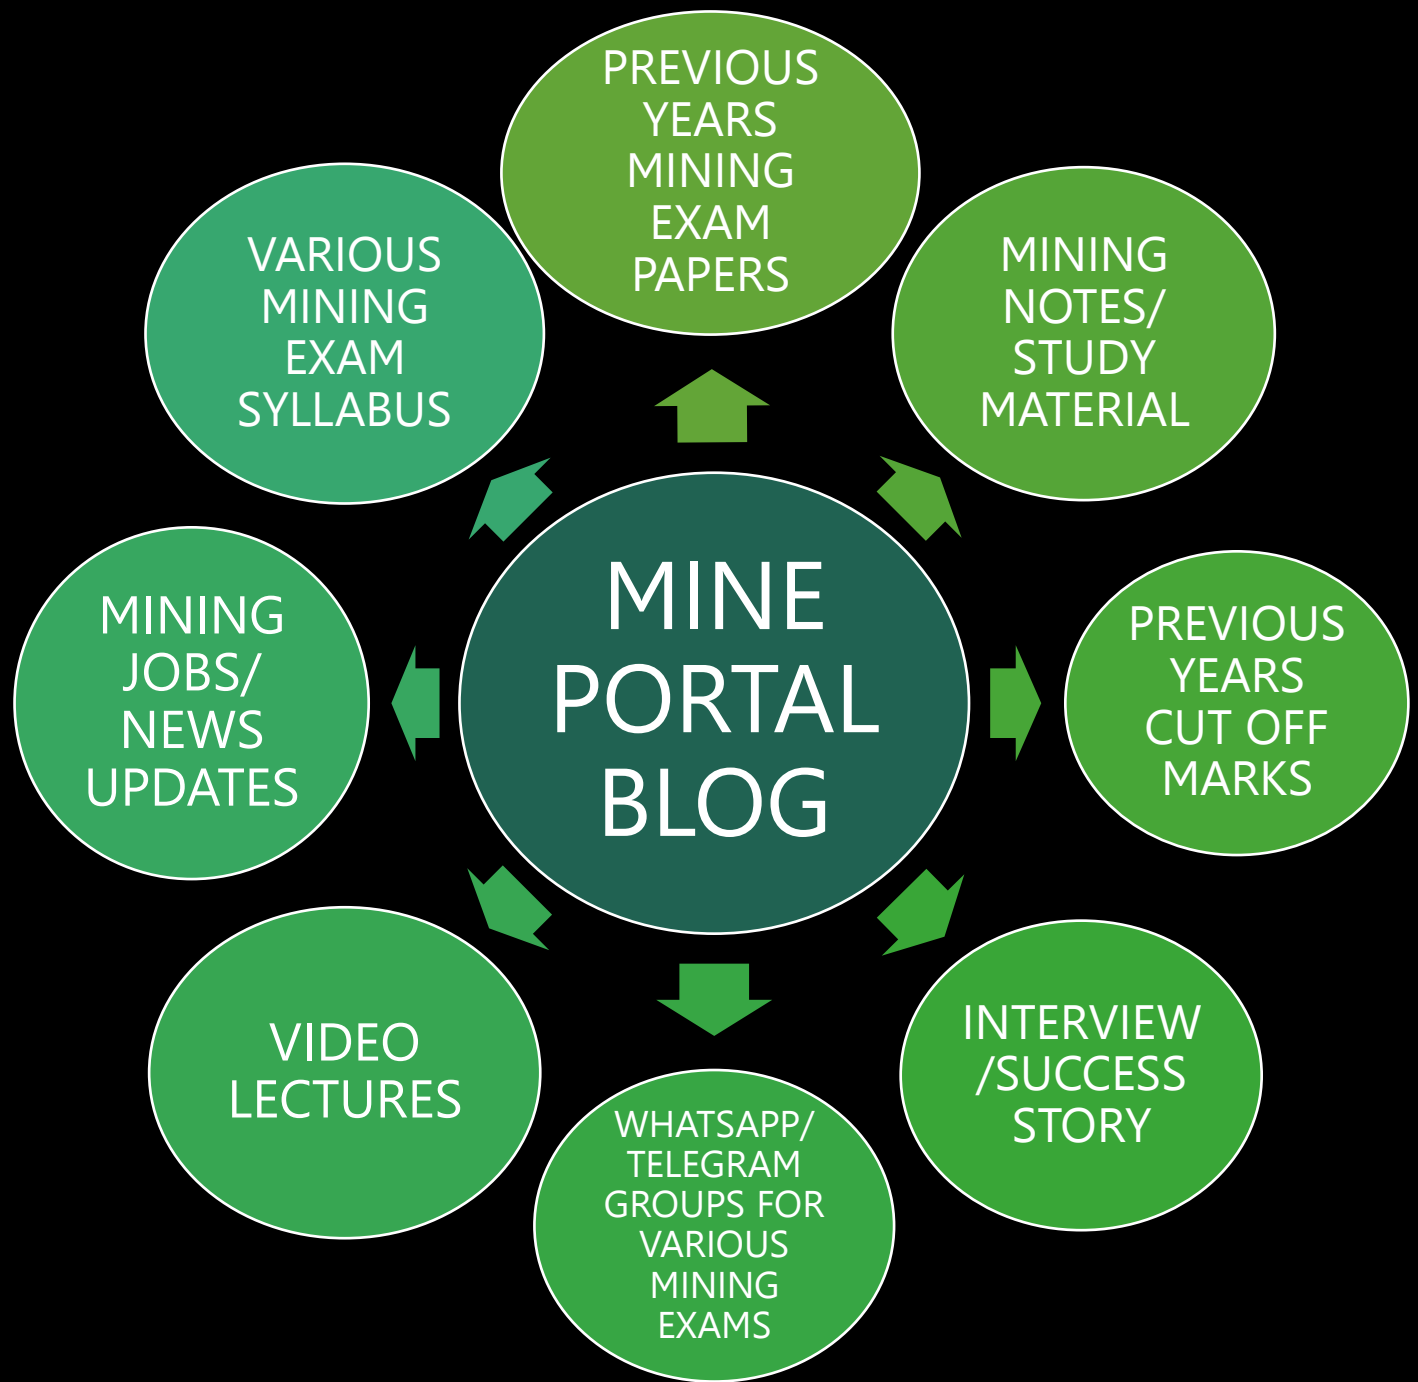 PREVIOUS
YEARS
MINING
EXAM
PAPERS
MINING
NOTES/
STUDY
MATERIAL
PREVIOUS
YEARS
CUT OFF
MARKS
INTERVIEW
/SUCCESS
STORY
WHATSAPP/
TELEGRAM
GROUPS FOR
VARIOUS
MINING
EXAMS
VIDEO
LECTURES
MINING
JOBS/
NEWS
UPDATES
VARIOUS
MINING
EXAM
SYLLABUS
MINE
PORTAL
BLOG